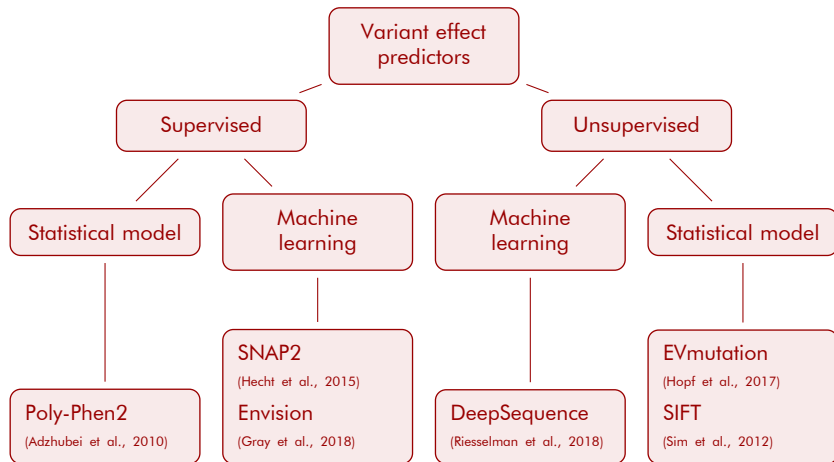 Variant effect
predictors
Supervised
Unsupervised
Statistical model
Machine
learning
Machine
learning
Statistical model
Poly-Phen2
(Adzhubei et al., 2010)
SNAP2
(Hecht et al., 2015)
Envision
(Gray et al., 2018)
DeepSequence
(Riesselman et al., 2018)
EVmutation
(Hopf et al., 2017)
SIFT
(Sim et al., 2012)